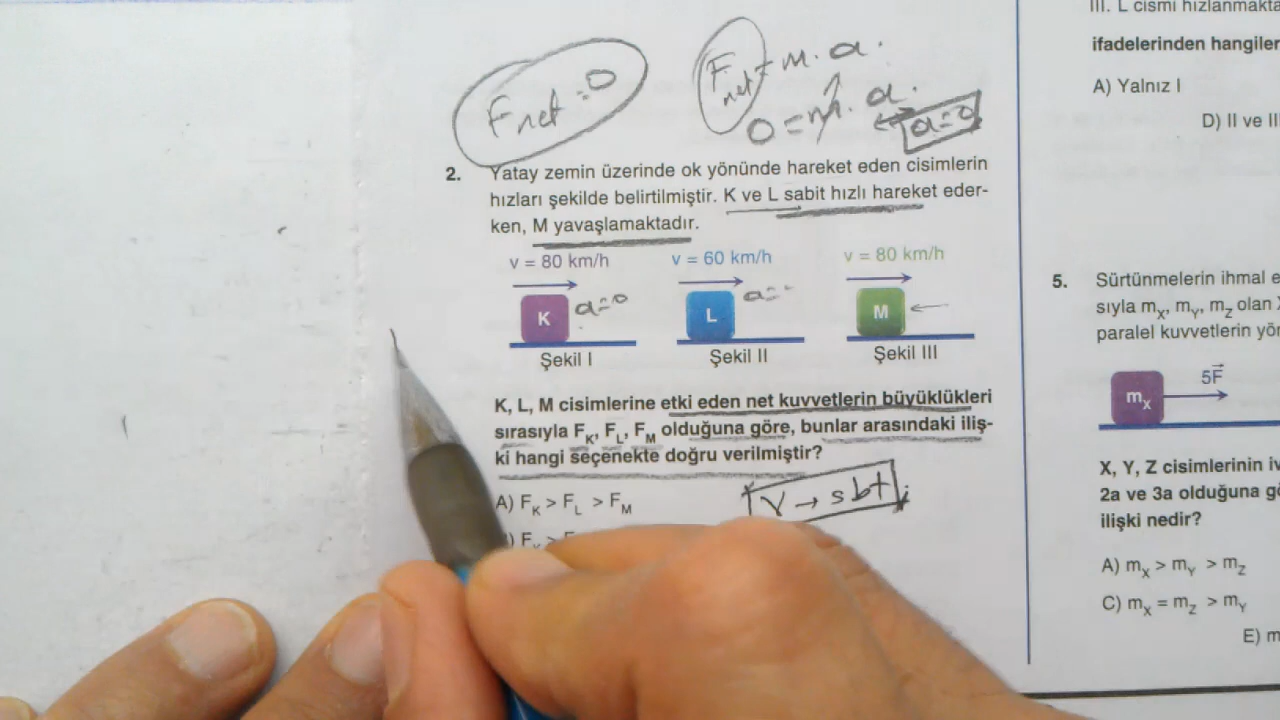 F net = 0
F net = m . a .
0 = m . a .
a = 0
2. Yatay zemin üzerinde ok yönünde hareket eden cisimlerin
hızları şekilde belirtilmiştir. K ve L sabit hızlı hareket eder-
ken, M yavaşlamaktadır.
v = 80 km/h
v = 60 km/h
v = 80 km/h
K
a=0
L
a=
M
Şekil I
Şekil II
Şekil III
K, L, M cisimlerine etki eden net kuvvetlerin büyüklükleri
sırasıyla FK, FL, FM olduğuna göre, bunlar arasındaki iliş-
ki hangi seçenekte doğru verilmiştir?
A) FK > FL > FM
V → sbt
III. L cismi hızlanmakta
ifadelerinden hangiler
A) Yalnız I
D) II ve II
5. Sürtünmelerin ihmal e
sıyla mX, mY, mZ olan
paralel kuvvetlerin yön
mX
5F
X, Y, Z cisimlerinin iv
2a ve 3a olduğuna gö
ilişki nedir?
A) mX > mY > mZ
C) mX = mZ > mY
E) m